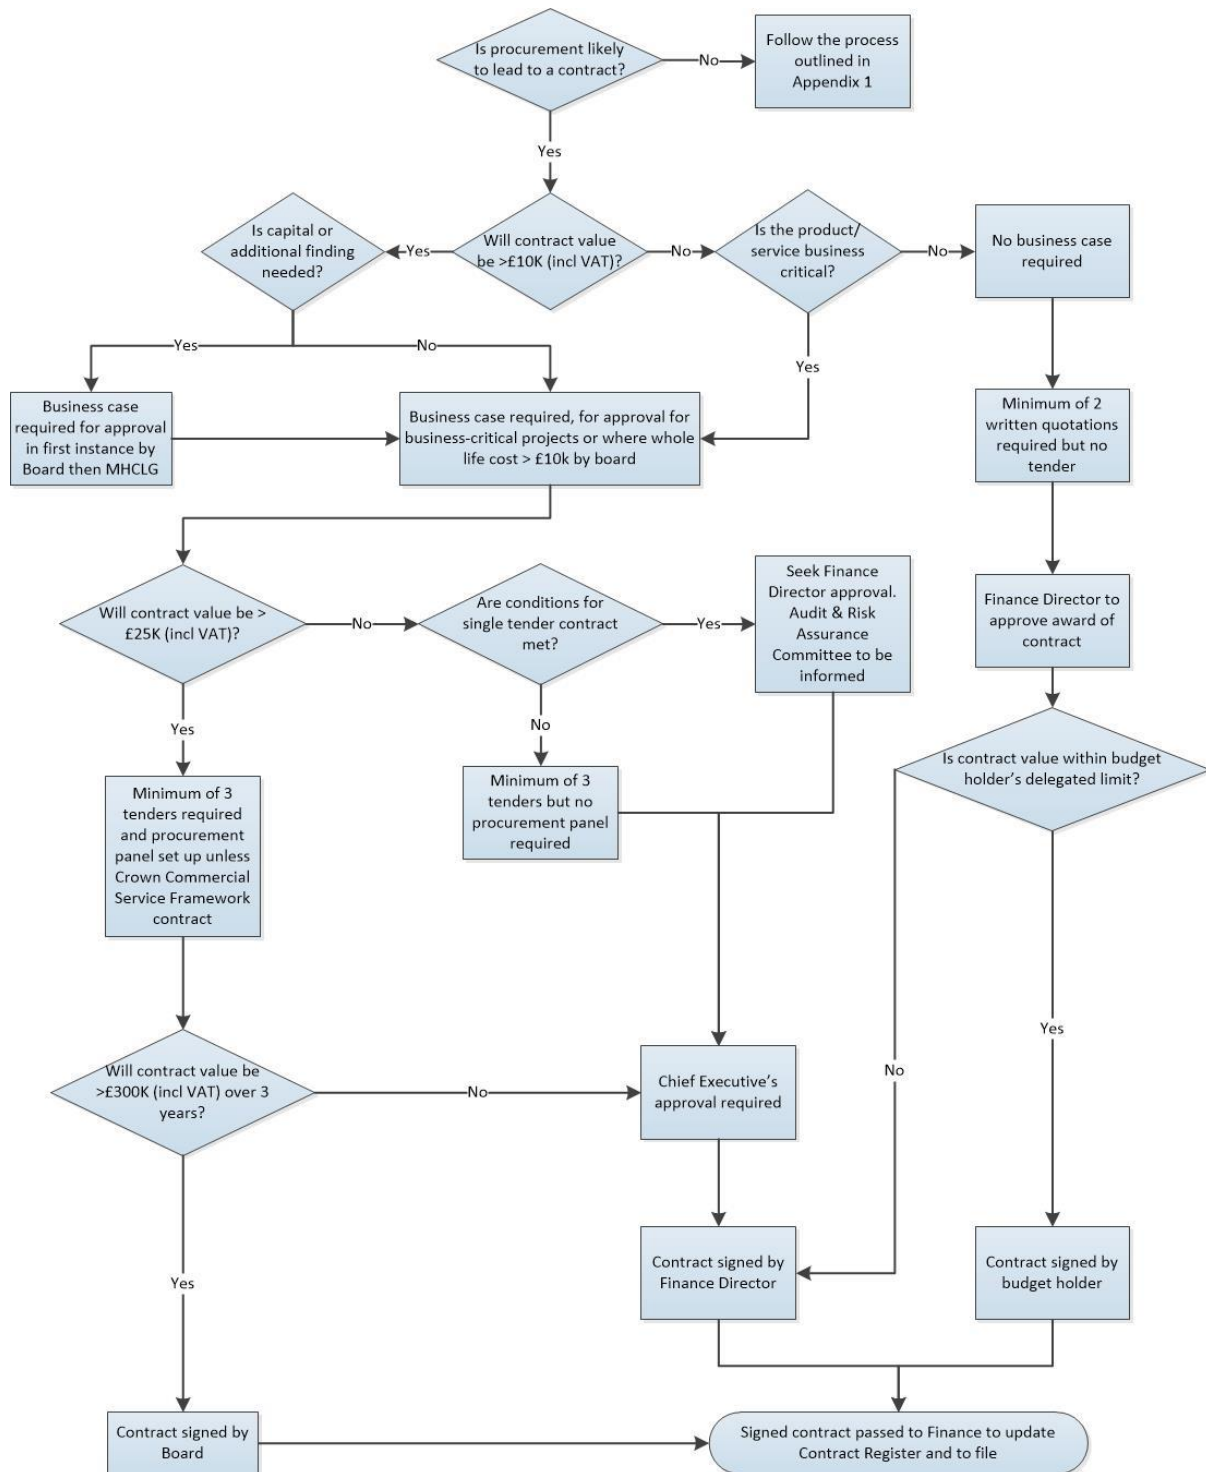 Is procurement likely
to lead to a contract?
No
Follow the process
outlined in
Appendix 1
Yes
Is capital or
additional finding
needed?
Yes
Will contract value
be >£10K (incl VAT)?
No
Is the product/
service business
critical?
No
No business case
required
Yes
No
Yes
Business case
required for approval
in first instance by
Board then MHCLG
Business case required, for approval for
business-critical projects or where whole
life cost > £10k by board
Minimum of 2
written quotations
required but no
tender
Will contract value be >
£25K (incl VAT)?
No
Are conditions for
single tender contract
met?
Yes
Seek Finance
Director approval.
Audit & Risk
Assurance
Committee to be
informed
Finance Director to
approve award of
contract
Yes
No
Is contract value within budget
holder's delegated limit?
Minimum of 3
tenders required
and procurement
panel set up unless
Crown Commercial
Service Framework
contract
Minimum of 3
tenders but no
procurement panel
required
Yes
No
Will contract value be
>£300K (incl VAT) over 3
years?
No
Chief Executive's
approval required
Yes
Contract signed by
Finance Director
Contract signed by
budget holder
Contract signed by
Board
Signed contract passed to Finance to update
Contract Register and to file